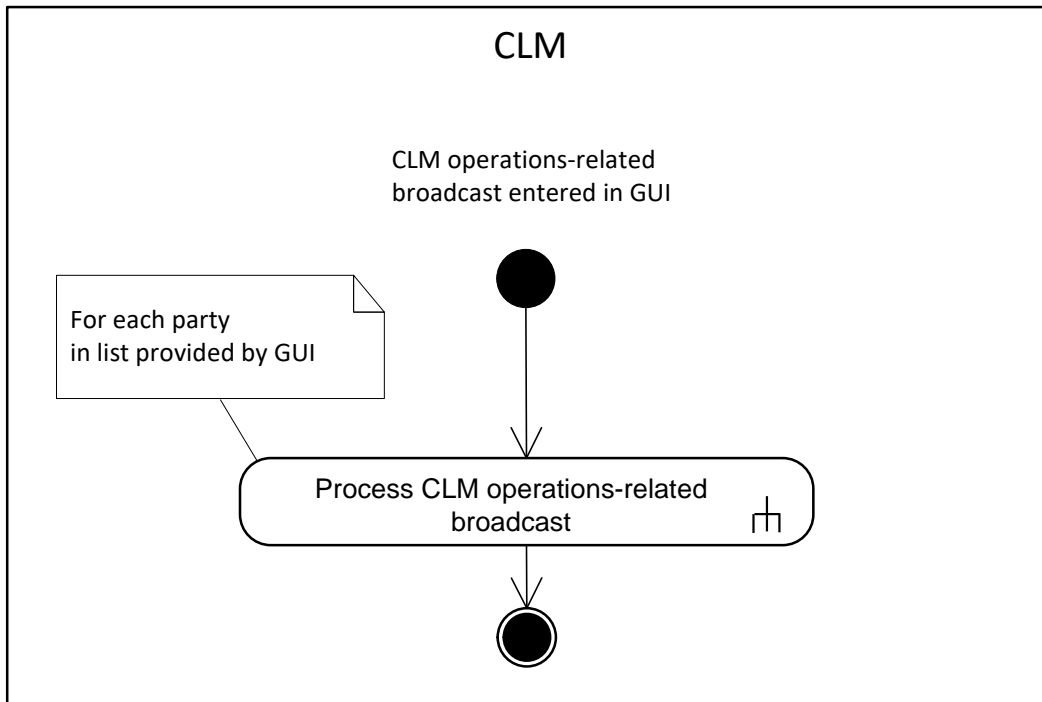 CLM
CLM operations-related
broadcast entered in GUI
For each party
in list provided by GUI
Process CLM operations-related
broadcast